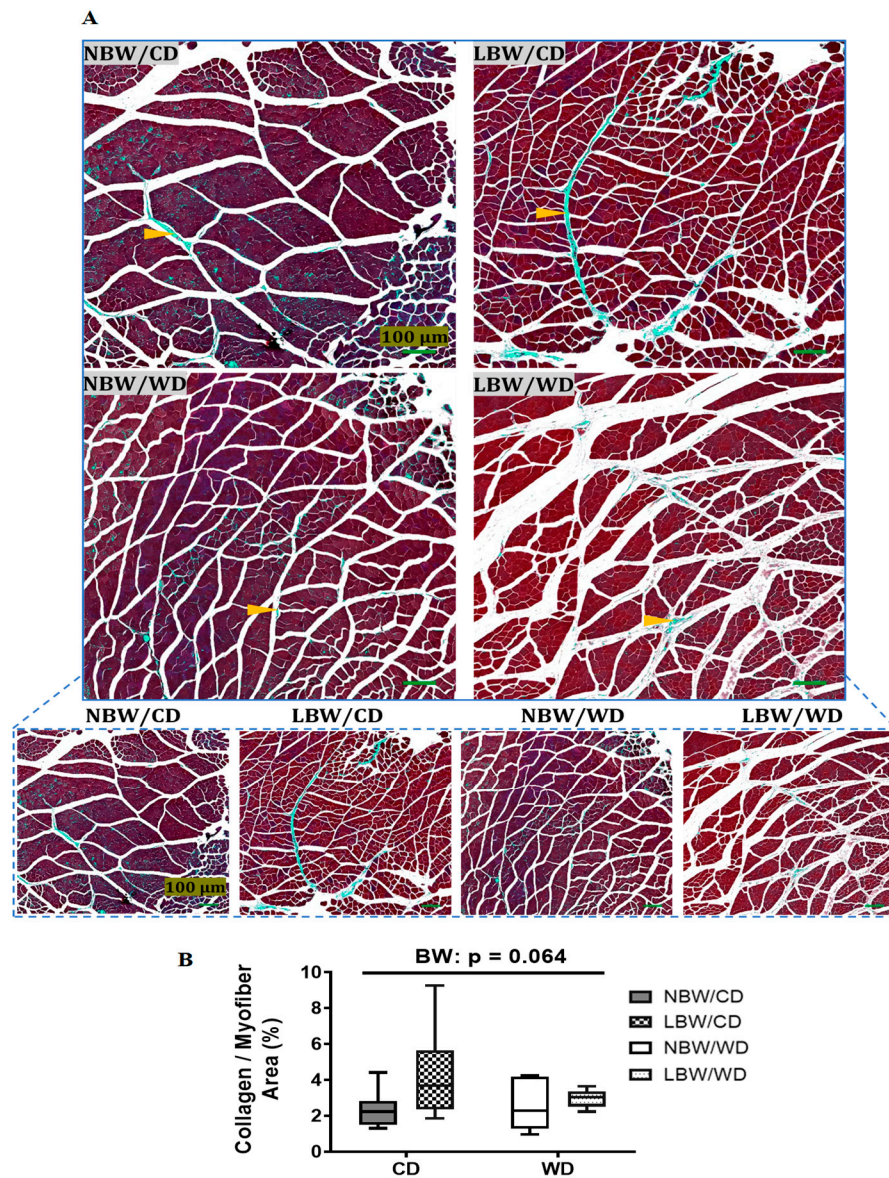 A
NBW/CD
LBW/CD
100 µm
NBW/WD
LBW/WD
NBW/CD
LBW/CD
NBW/WD
LBW/WD
100 µm
B
BW: p = 0.064
Collagen / Myofiber
Area (%)
10
8
6
4
2
0
CD
WD
NBW/CD
LBW/CD
NBW/WD
LBW/WD